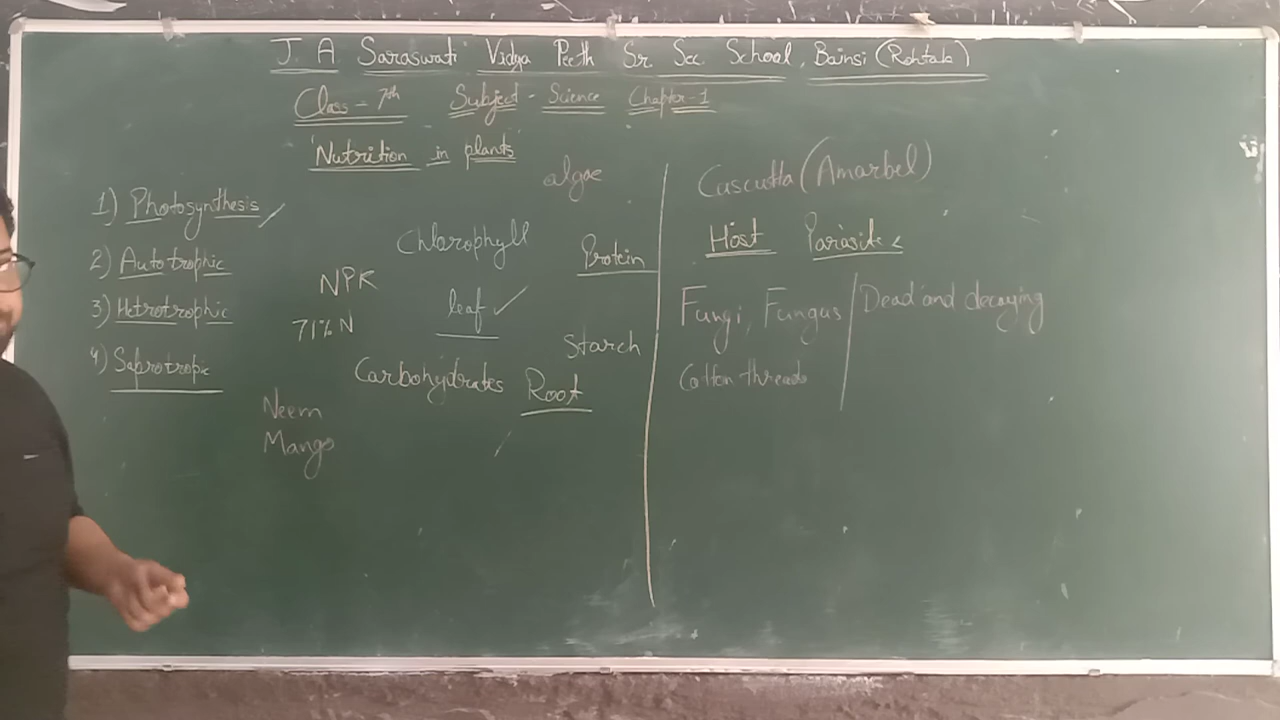 J. A. Saraswati Vidya Peeth Sr. Sec. School, Bainsi (Rohtak)
Class - 7th Subject - Science Chapter-1
'Nutrition in plants'
1) Photosynthesis
2) Autotrophic
3) Hetrotrophic
4) Saprotropic
Neem
Mango
algae
Chlorophyll
Protein
NPK
leaf ✓
71% N
Starch
Carbohydrates
Root
Cuscutta (Amarbel)
Host Parasite
Fungi, Fungus
Cotton threads
Dead and decaying